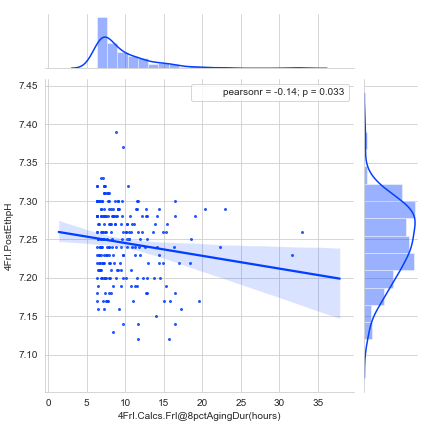 pearsonr = -0.14; p = 0.033
7.45
7.40
7.35
7.30
7.25
7.20
7.15
7.10
4Frl.PostEthpH
0 5 10 15 20 25 30 35
4Frl.Calcs.Frl@8pctAgingDur(hours)